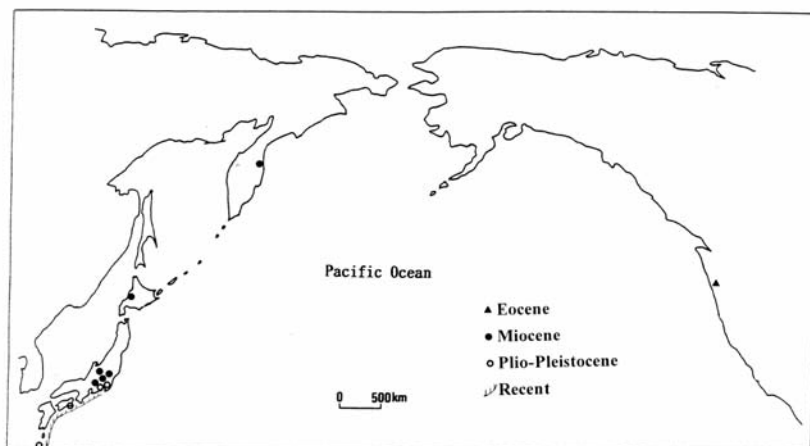 Pacific Ocean
Eocene
Miocene
Plio-Pleistocene
Recent
0 500km